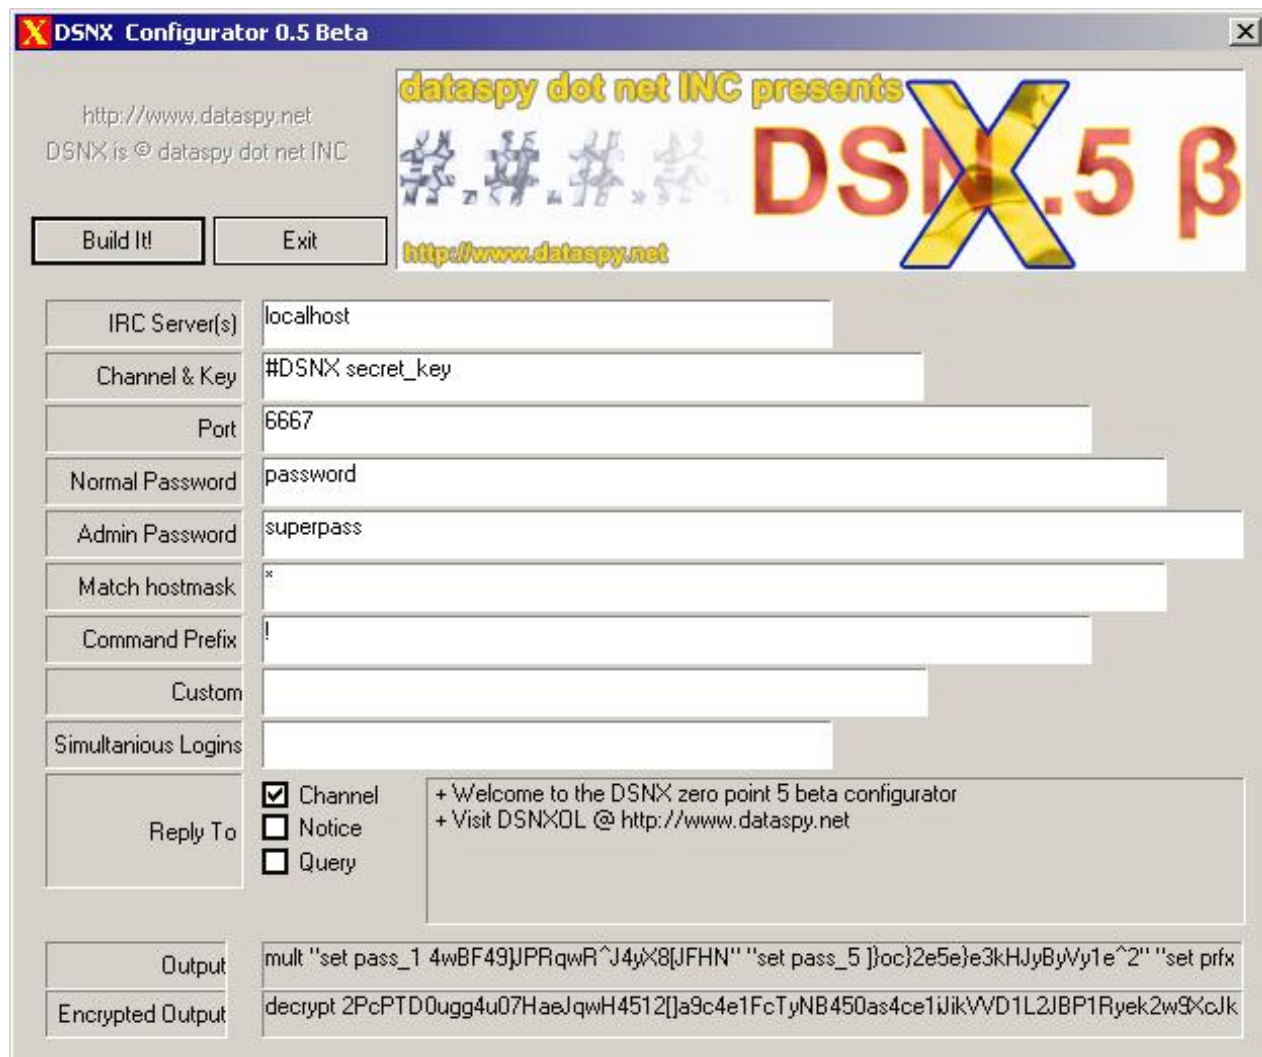 DSNX Configurator 0.5 Beta
http://www.dataspy.net
DSNX is © dataspy dot net INC
dataspy dot net INC presents
#.#.#.#
DSNX.5 β
http://www.dataspy.net
Build It!
Exit
IRC Server(s)
localhost
Channel & Key
#DSNX secret_key
Port
6667
Normal Password
password
Admin Password
superpass
Match hostmask
*
Command Prefix
!
Custom
Simultanious Logins
Reply To
Channel
Notice
Query
+ Welcome to the DSNX zero point 5 beta configurator
+ Visit DSNXOL @ http://www.dataspy.net
Output
mult "set pass_1 4wBF49]JPRqwR^J4yX8[JFHN" "set pass_5 ]}oc}2e5e}e3kHJyByVy1e^2" "set prfx
Encrypted Output
decrypt 2PcPTD0ugg4u07HaeJqwH4512[]a9c4e1FcTyNB450as4ce1iJikVVD1L2JBP1Ryek2w9XcJk